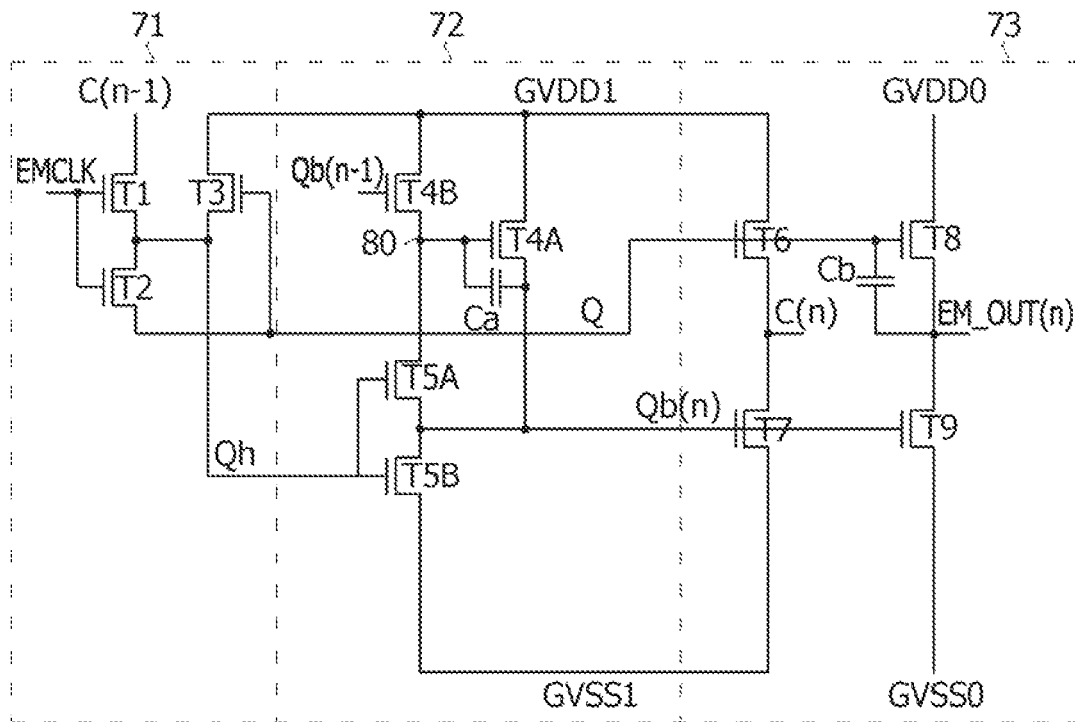 71 72 73
C(n-1) GVDD1 GVDD0
EMCLK T1 T3 Qb(n-1) T4B
80 T4A T6 T8
T2 Ca Q Cb C(n) EM_OUT(n)
T5A
Qb(n) T7 T9
Qh T5B
GVSS1 GVSS0